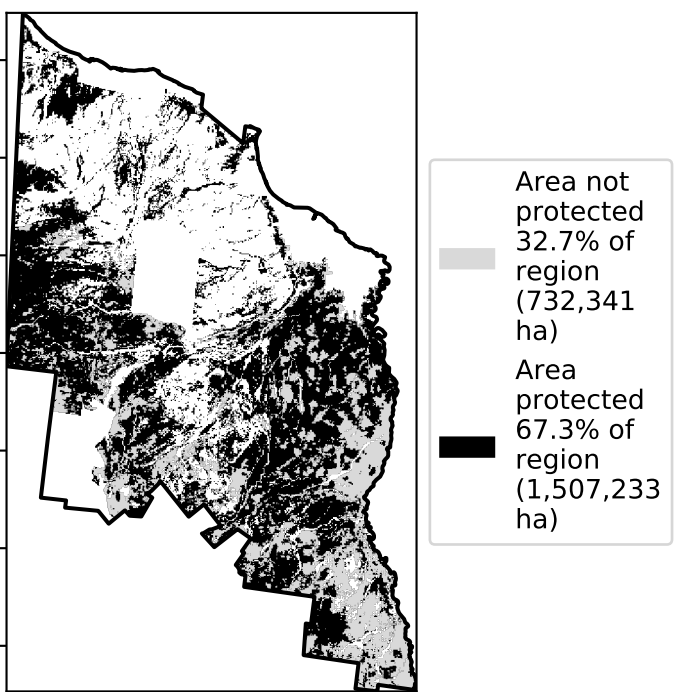 Area not
protected
32.7% of
region
(732,341
ha)
Area
protected
67.3% of
region
(1,507,233
ha)